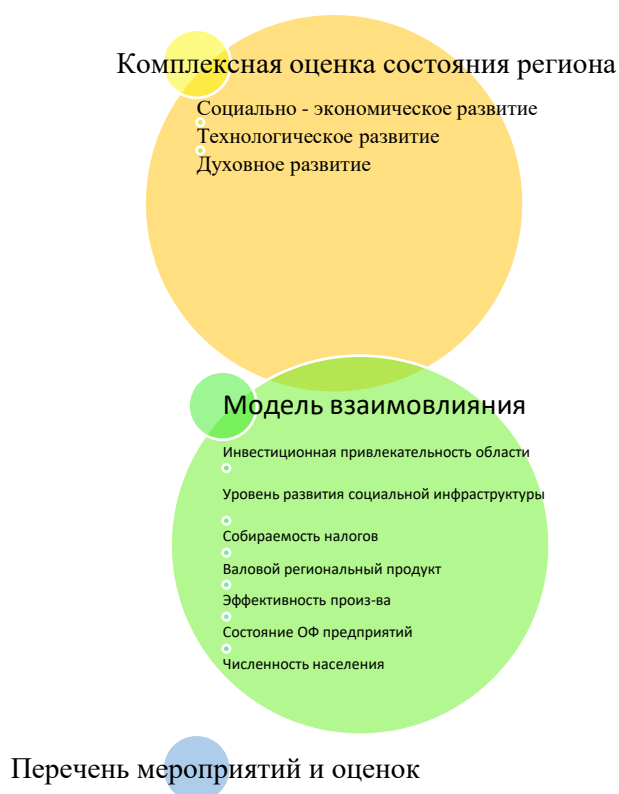 Комплексная оценка состояния региона
Социально - экономическое развитие
Технологическое развитие
Духовное развитие
Модель взаимовлияния
Инвестиционная привлекательность области
Уровень развития социальной инфраструктуры
Собираемость налогов
Валовой региональный продукт
Эффективность произ-ва
Состояние ОФ предприятий
Численность населения
Перечень мероприятий и оценок